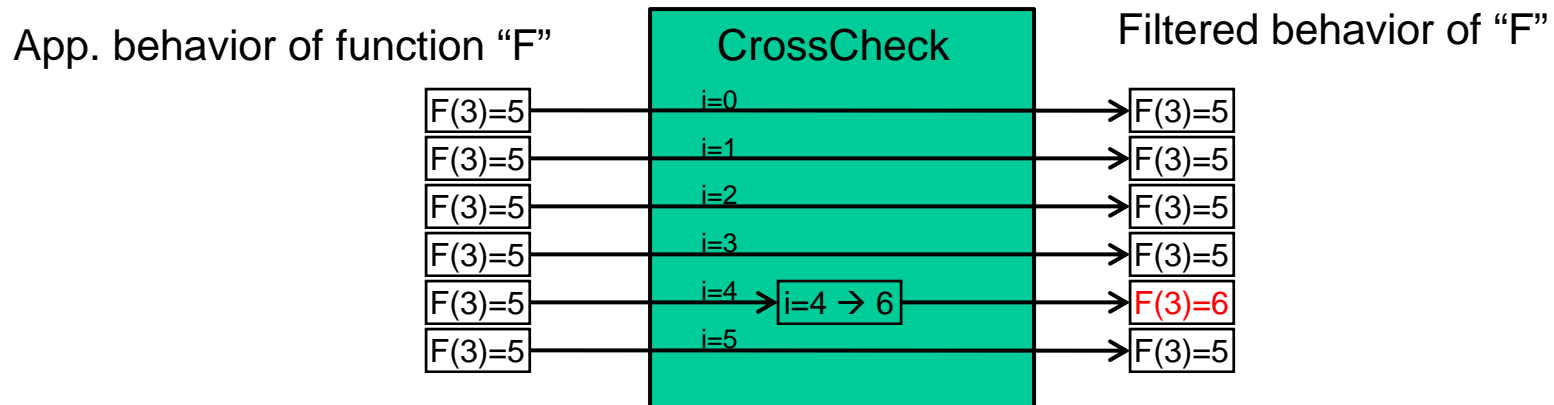 App. behavior of function “F”
CrossCheck
Filtered behavior of “F”
F(3)=5
i=0
F(3)=5
F(3)=5
i=1
F(3)=5
F(3)=5
i=2
F(3)=5
F(3)=5
i=3
F(3)=5
F(3)=5
i=4
i=4 → 6
F(3)=6
F(3)=5
i=5
F(3)=5